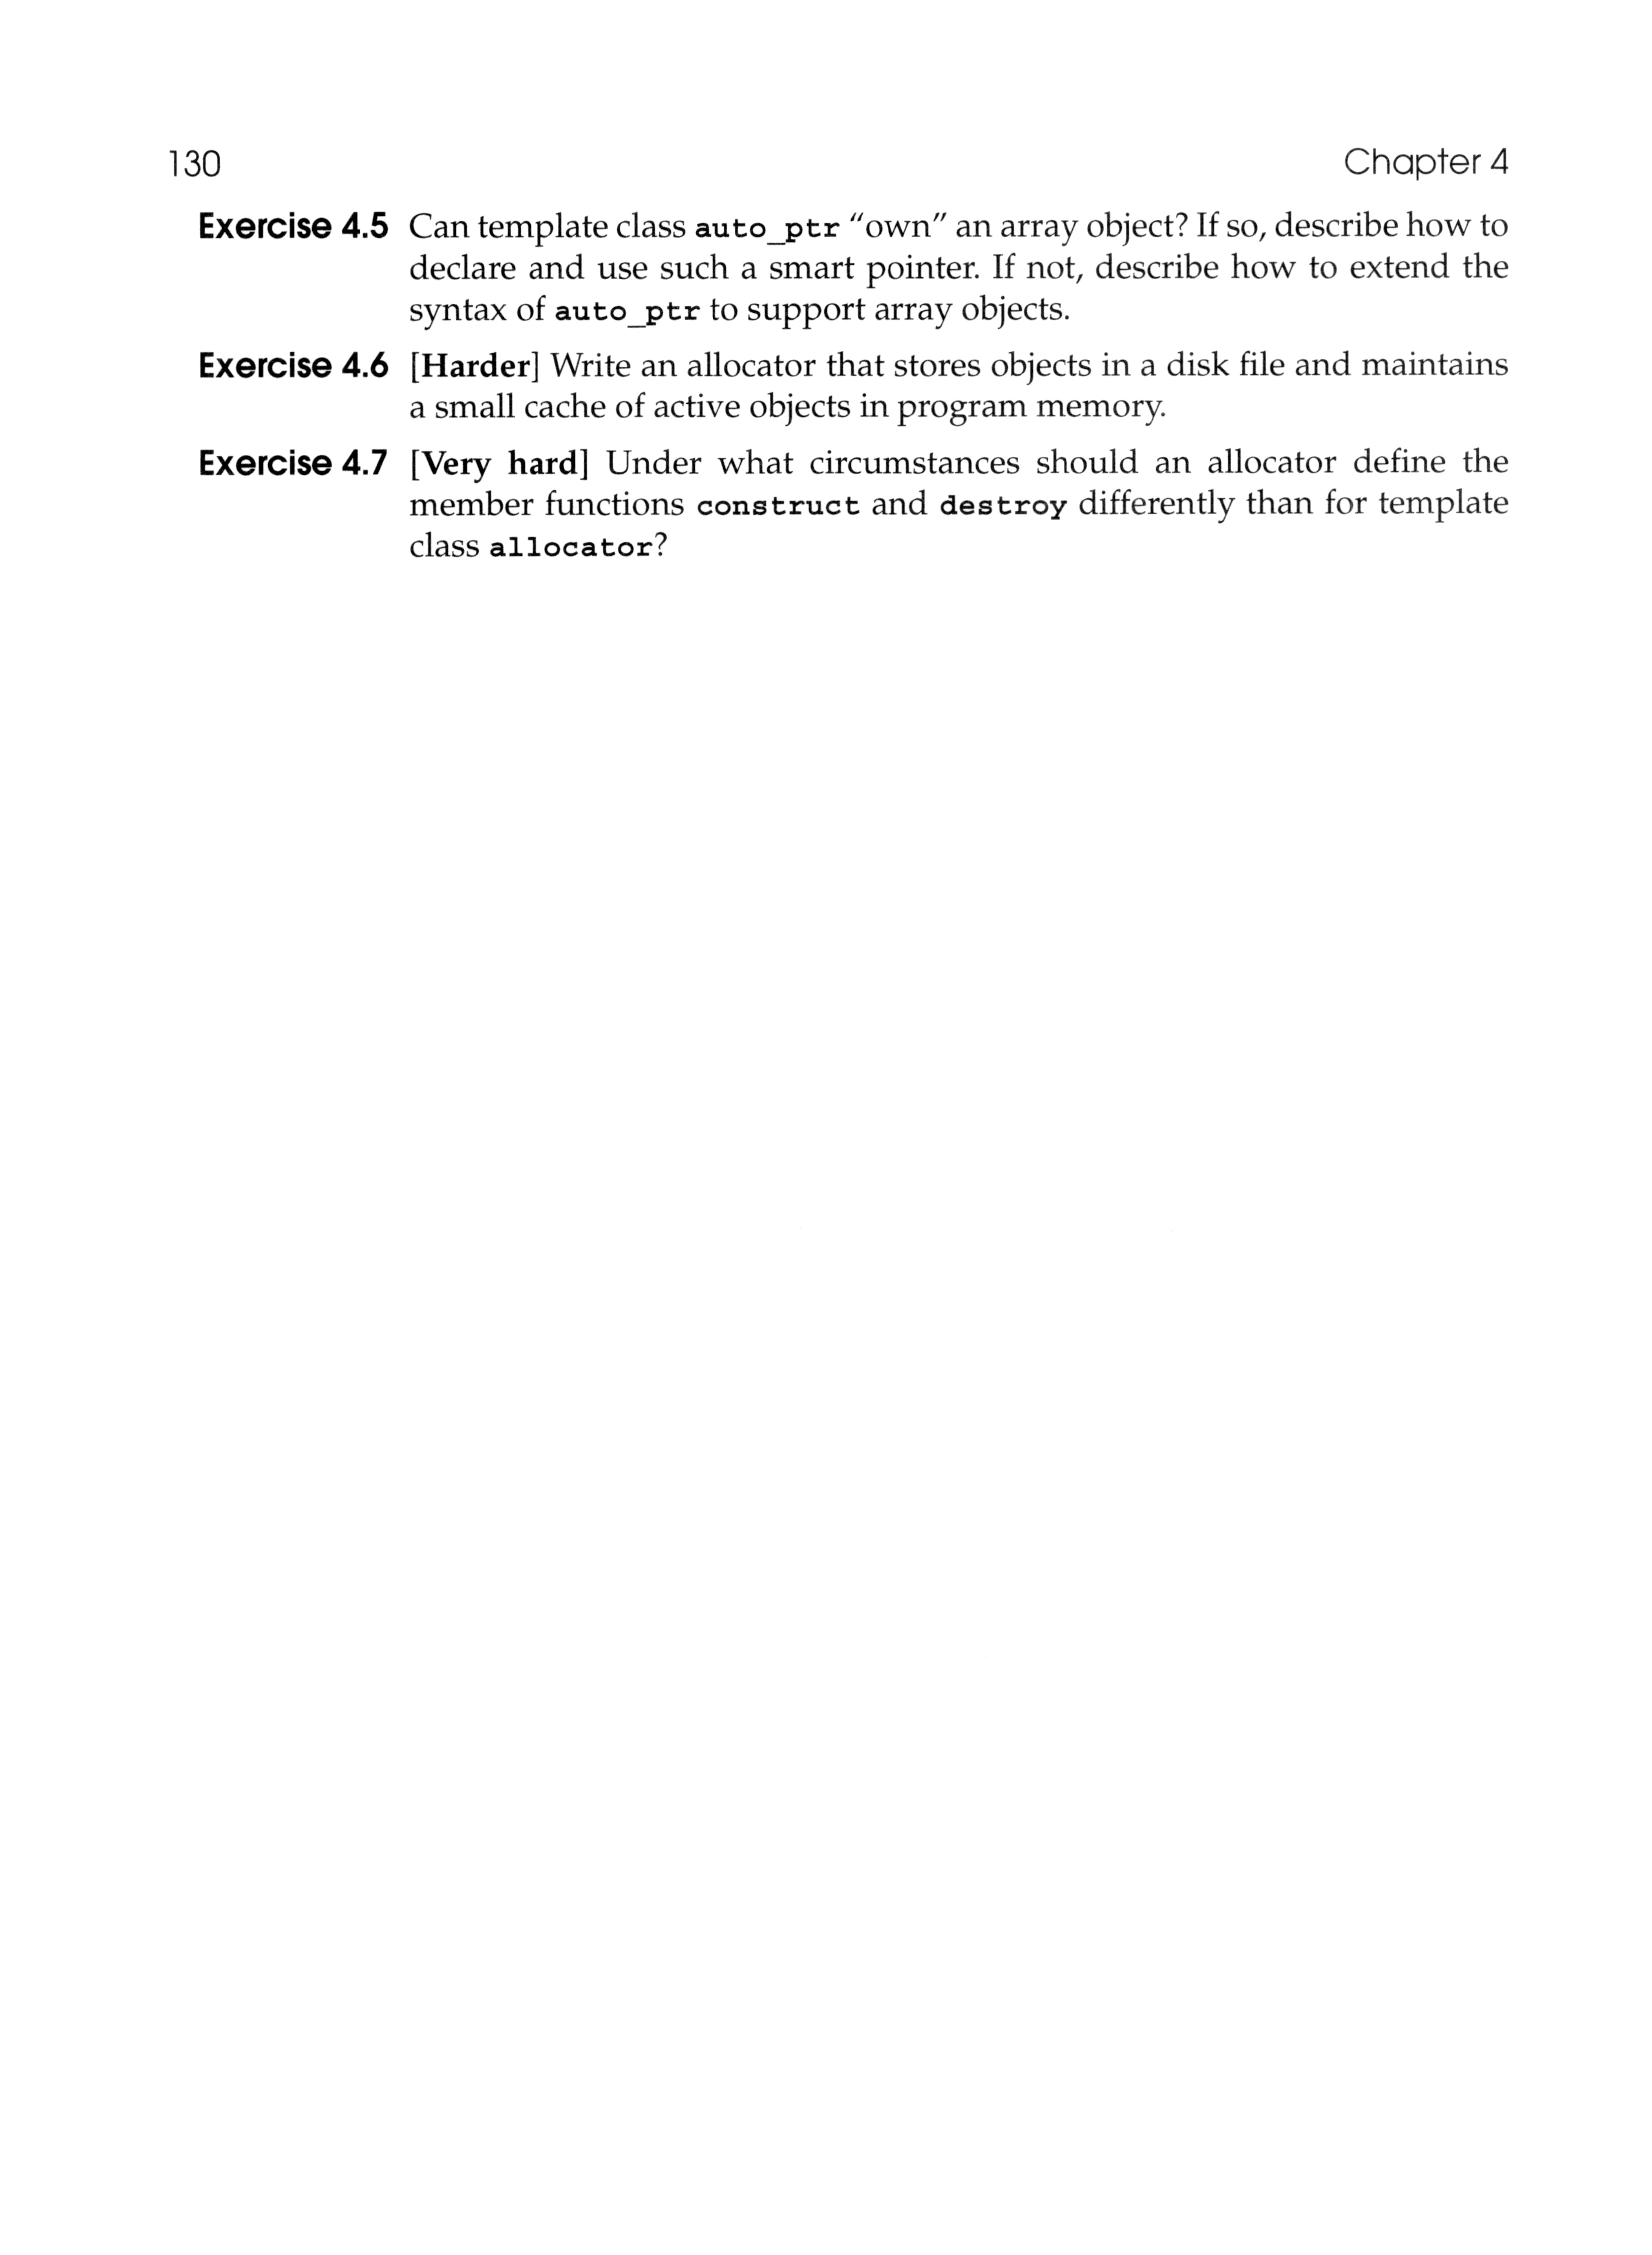 130 Chapter 4
Exercise 4.5 Can template class auto_ptr “own” an array object? If so, describe how to
declare and use such a smart pointer. If not, describe how to extend the
syntax of auto_ptr to support array objects.
Exercise 4.6 [Harder] Write an allocator that stores objects in a disk file and maintains
a small cache of active objects in program memory.
Exercise 4.7 [Very hard] Under what circumstances should an allocator define the
member functions construct and destroy differently than for template
class allocator?